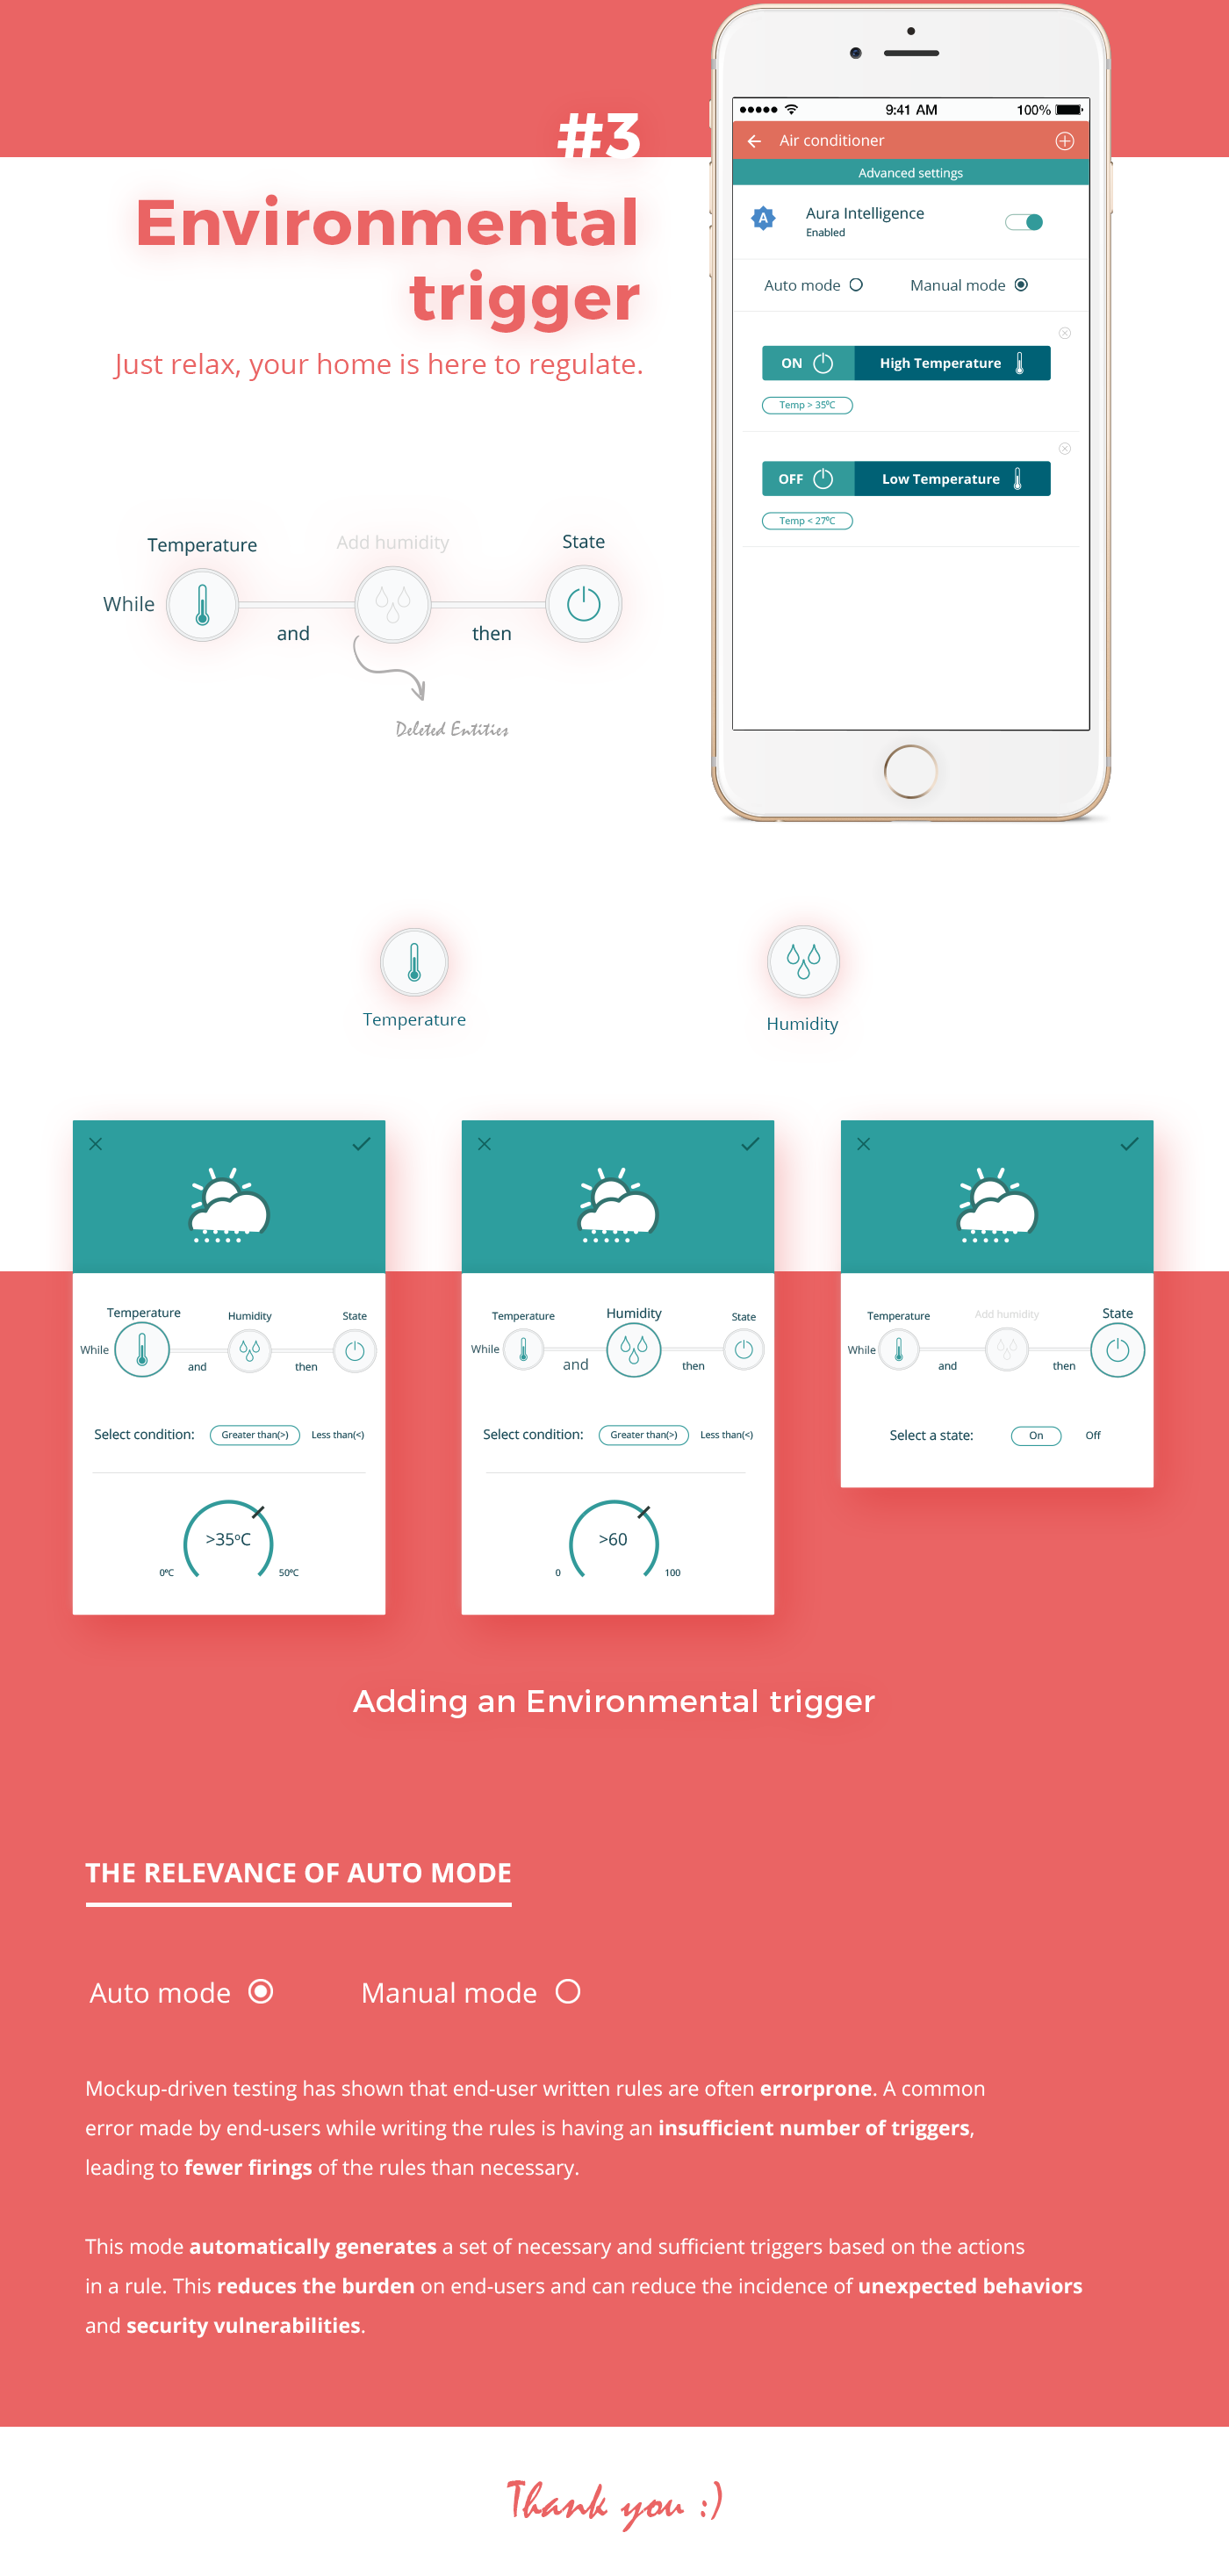 #3
Environmental
trigger
Just relax, your home is here to regulate.
9:41 AM
100%
Air conditioner
Advanced settings
A
Aura Intelligence
Enabled
Auto mode
Manual mode
ON
High Temperature
Temp > 35ºC
OFF
Low Temperature
Temp < 27ºC
Temperature
Add humidity
State
While
and
then
Deleted Entities
Temperature
Humidity
Temperature
Humidity
State
While
and
then
Select condition:
Greater than(>)
Less than(<)
>35ºC
0ºC
50ºC
Temperature
Humidity
State
While
and
then
Select condition:
Greater than(>)
Less than(<)
>60
0
100
Temperature
Add humidity
State
While
and
then
Select a state:
On
Off
Adding an Environmental trigger
THE RELEVANCE OF AUTO MODE
Auto mode
Manual mode
Mockup-driven testing has shown that end-user written rules are often errorprone. A common
error made by end-users while writing the rules is having an insufficient number of triggers,
leading to fewer firings of the rules than necessary.
This mode automatically generates a set of necessary and sufficient triggers based on the actions
in a rule. This reduces the burden on end-users and can reduce the incidence of unexpected behaviors
and security vulnerabilities.
Thank you :)